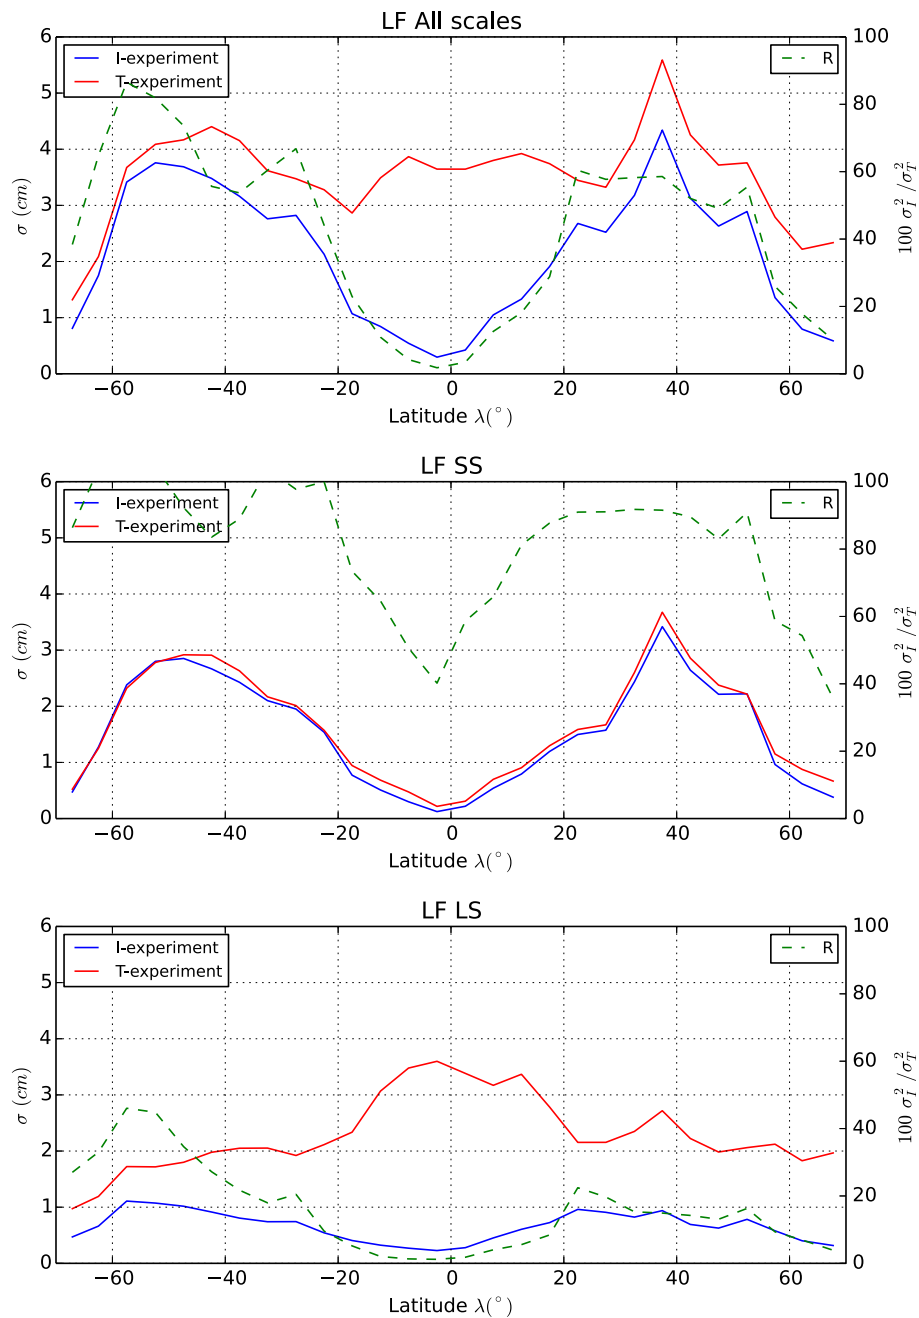 LF All scales
6
5
4
3
2
1
0
σ (cm)
I-experiment
T-experiment
R
100
80
60
40
20
0
100 σ_I^2 / σ_T^2
−60 −40 −20 0 20 40 60
Latitude λ(°)
LF SS
6
5
4
3
2
1
0
σ (cm)
I-experiment
T-experiment
R
100
80
60
40
20
0
100 σ_I^2 / σ_T^2
−60 −40 −20 0 20 40 60
Latitude λ(°)
LF LS
6
5
4
3
2
1
0
σ (cm)
I-experiment
T-experiment
R
100
80
60
40
20
0
100 σ_I^2 / σ_T^2
−60 −40 −20 0 20 40 60
Latitude λ(°)